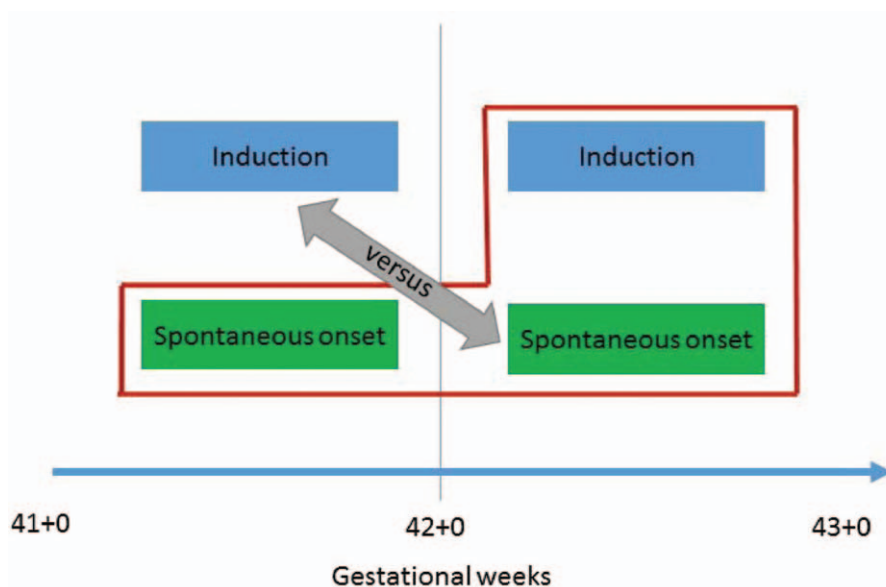 Induction
Induction
versus
Spontaneous onset
Spontaneous onset
41+0
42+0
43+0
Gestational weeks